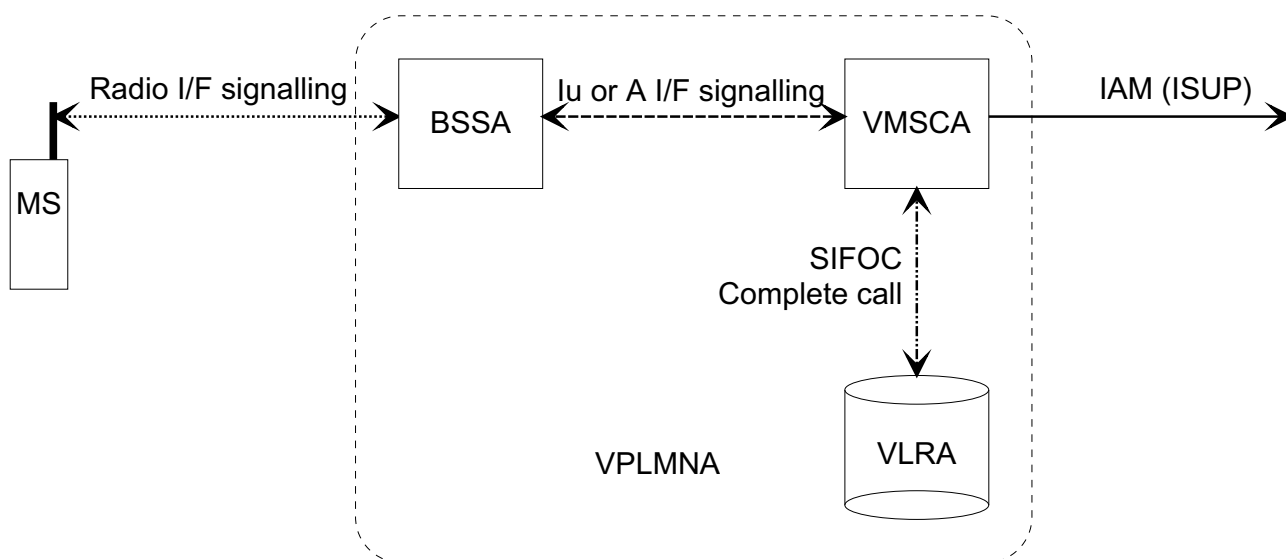 Radio I/F signalling
Iu or A I/F signalling
IAM (ISUP)
BSSA
VMSCA
MS
SIFOC
Complete call
VPLMNA
VLRA